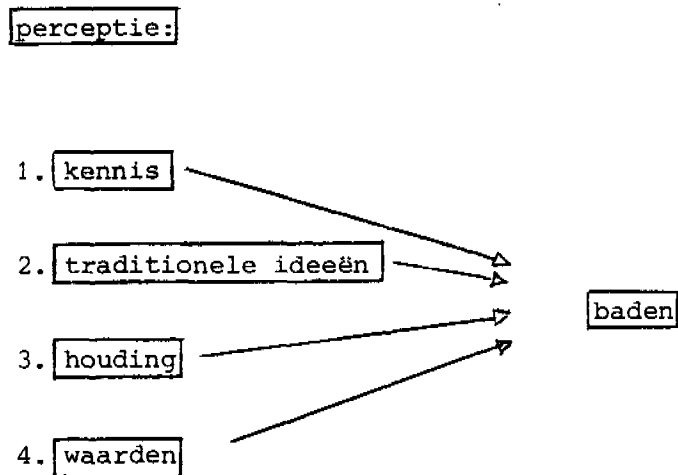 perceptie:
1. kennis
2. traditionele ideeën
baden
3. houding
4. waarden